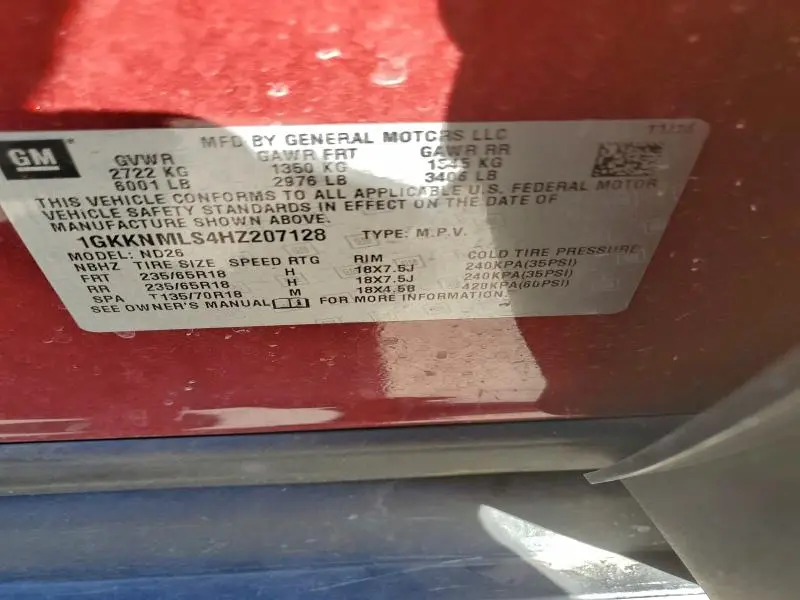 GM
MFD BY GENERAL MOTORS LLC
GVWR GAWR FRT GAWR RR
2722 KG 1350 KG 1545 KG
6001 LB 2976 LB 3406 LB
THIS VEHICLE CONFORMS TO ALL APPLICABLE U.S. FEDERAL MOTOR
VEHICLE SAFETY STANDARDS IN EFFECT ON THE DATE OF
MANUFACTURE SHOWN ABOVE.
1GKKNMLS4HZ207128 TYPE: M.P.V.
MODEL: ND26
NBHZ TIRE SIZE SPEED RTG RIM COLD TIRE PRESSURE
FRT 235/65R18 H 18X7.5J 240KPA(35PSI)
RR 235/65R18 H 18X7.5J 240KPA(35PSI)
SPA T135/70R18 M 18X4.5B 420KPA(60PSI)
SEE OWNER'S MANUAL FOR MORE INFORMATION.